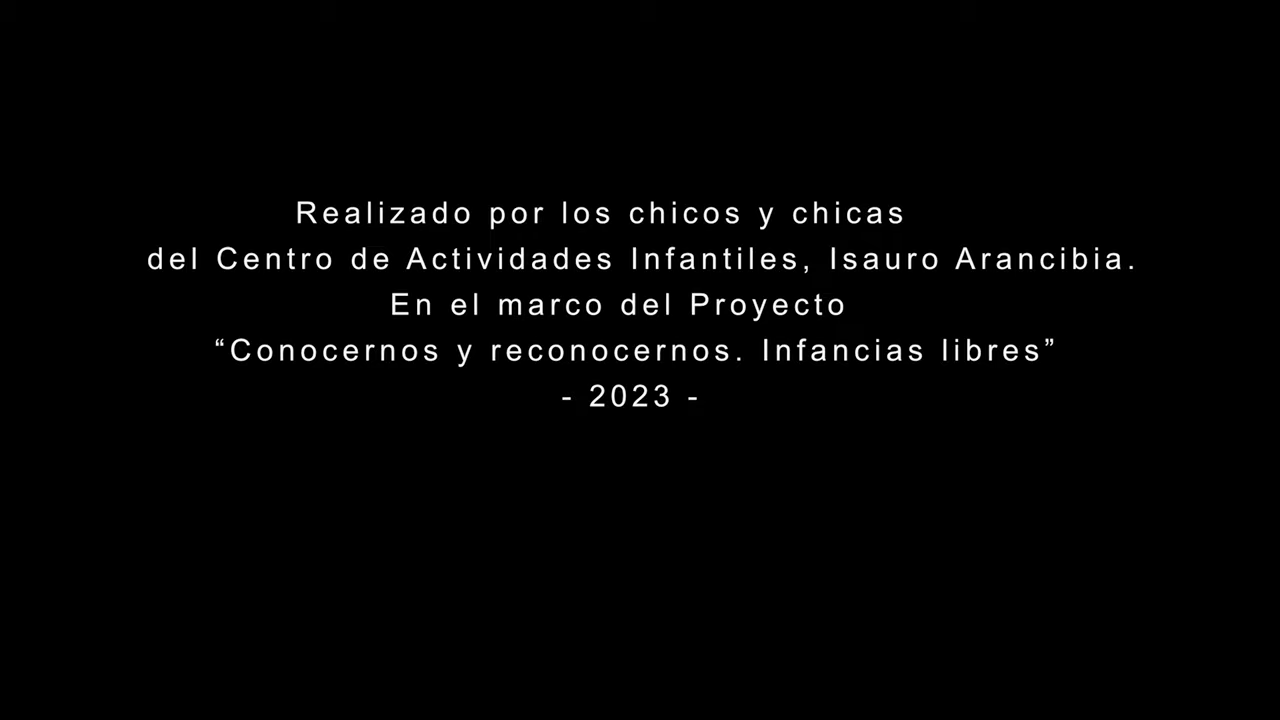 Realizado por los chicos y chicas
del Centro de Actividades Infantiles, Isauro Arancibia.
En el marco del Proyecto
“Conocernos y reconocernos. Infancias libres”
- 2023 -